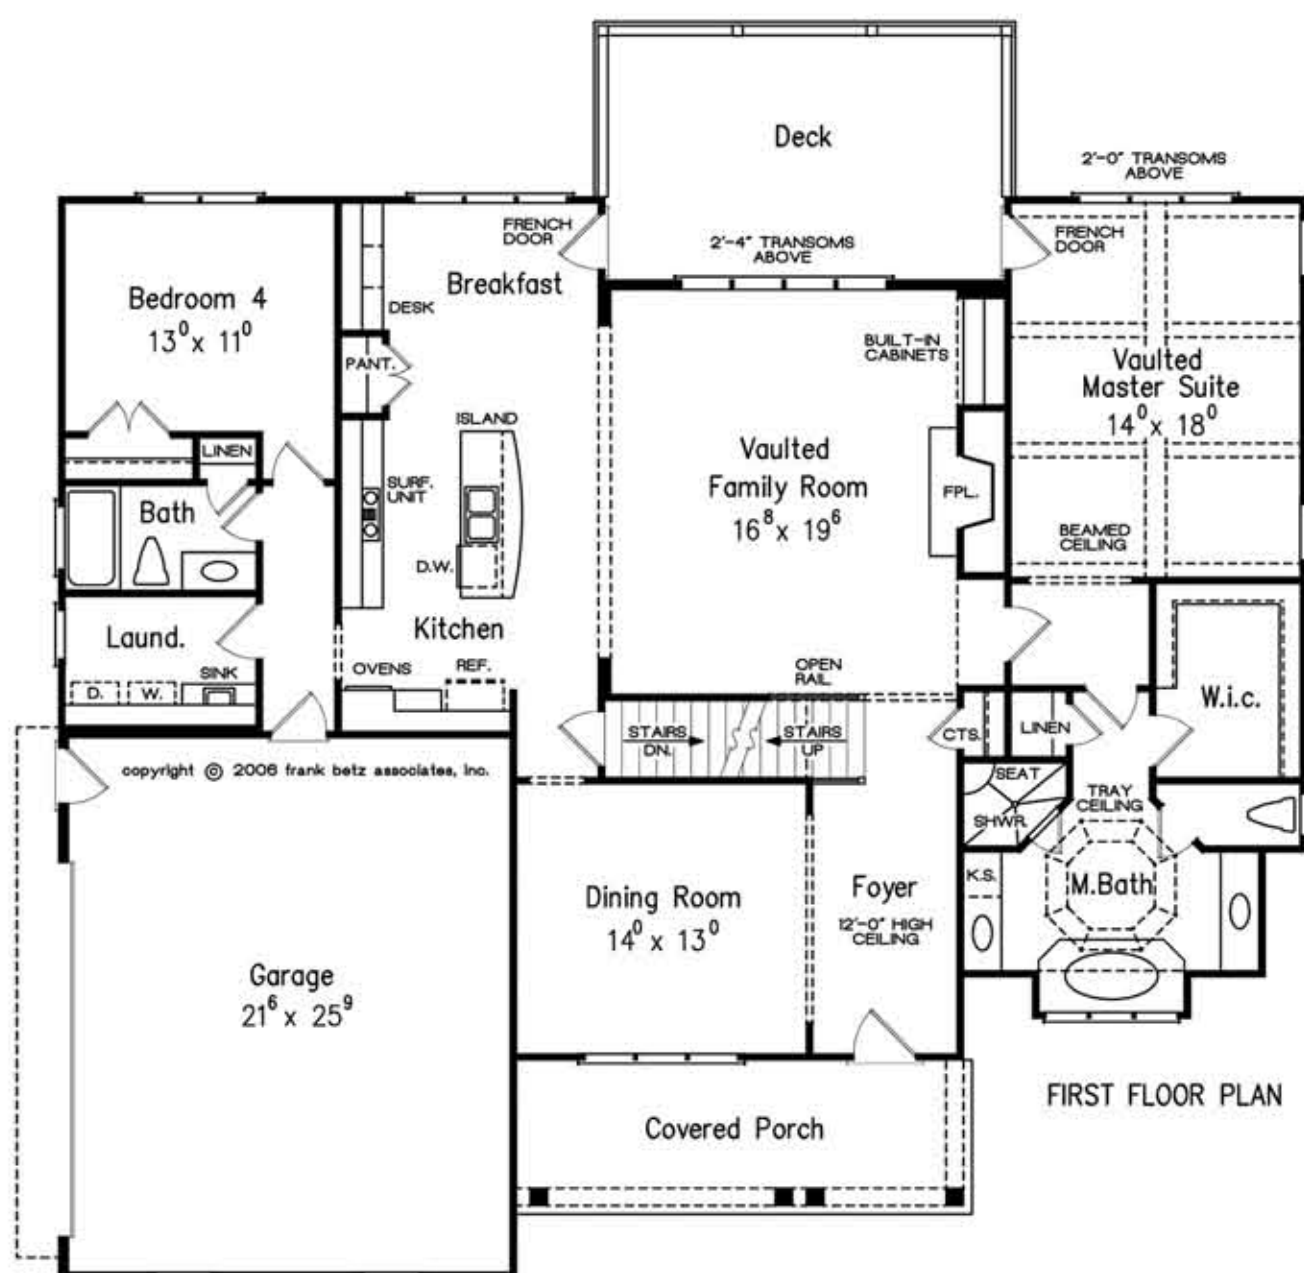 Deck
2'-0" TRANSOMS
ABOVE
FRENCH
DOOR
2'-4" TRANSOMS
ABOVE
FRENCH
DOOR
Bedroom 4
13⁰ x 11⁰
Breakfast
DESK
PANT.
BUILT-IN
CABINETS
Vaulted
Master Suite
14⁰ x 18⁰
ISLAND
LINEN
SURF.
UNIT
Vaulted
Family Room
16⁸ x 19⁶
FPL.
Bath
BEAMED
CEILING
D.W.
Laund.
Kitchen
SINK
D.
W.
OVENS
REF.
OPEN
RAIL
W.i.c.
STAIRS
DN.
STAIRS
UP
CTS.
LINEN
copyright © 2006 frank betz associates, inc.
SEAT
SHWR.
TRAY
CEILING
K.S.
M.Bath
Dining Room
14⁰ x 13⁰
Foyer
12'-0" HIGH
CEILING
Garage
21⁶ x 25⁹
FIRST FLOOR PLAN
Covered Porch